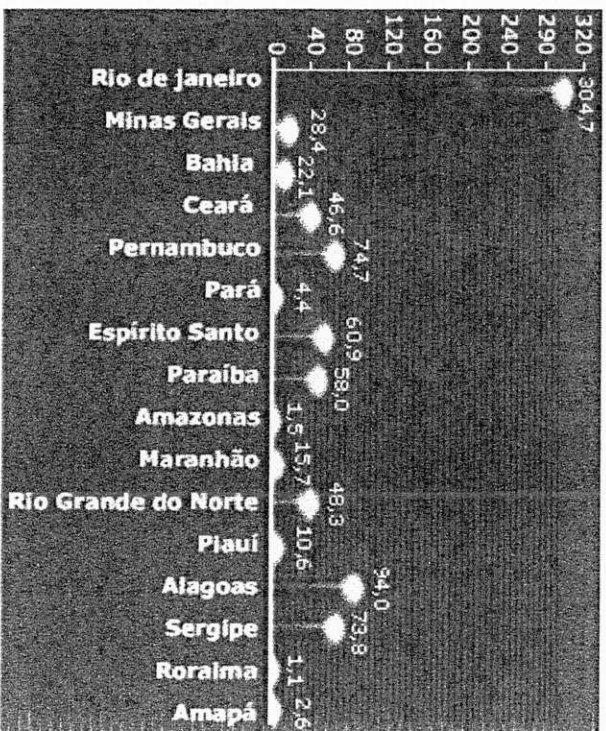 0 40 80 120 160 200 240 290 320
Rio de janeiro 304,7
Minas Gerais 28,4
Bahia 22,1
Ceará 46,6
Pernambuco 74,7
Pará 4,4
Espírito Santo 60,9
Paraíba 58,0
Amazonas 1,5
Maranhão 15,7
Rio Grande do Norte 48,3
Piauí 10,6
Alagoas 94,0
Sergipe 73,8
Roraima 1,1
Amapá 2,6